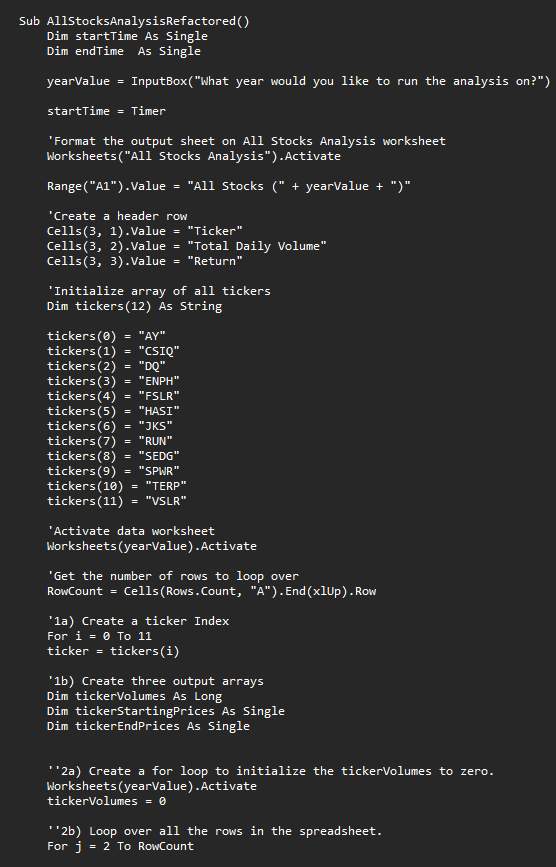 Sub AllStocksAnalysisRefactored()
Dim startTime As Single
Dim endTime  As Single
yearValue = InputBox("What year would you like to run the analysis on?")
startTime = Timer
'Format the output sheet on All Stocks Analysis worksheet
Worksheets("All Stocks Analysis").Activate
Range("A1").Value = "All Stocks (" + yearValue + ")"
'Create a header row
Cells(3, 1).Value = "Ticker"
Cells(3, 2).Value = "Total Daily Volume"
Cells(3, 3).Value = "Return"
'Initialize array of all tickers
Dim tickers(12) As String
tickers(0) = "AY"
tickers(1) = "CSIQ"
tickers(2) = "DQ"
tickers(3) = "ENPH"
tickers(4) = "FSLR"
tickers(5) = "HASI"
tickers(6) = "JKS"
tickers(7) = "RUN"
tickers(8) = "SEDG"
tickers(9) = "SPWR"
tickers(10) = "TERP"
tickers(11) = "VSLR"
'Activate data worksheet
Worksheets(yearValue).Activate
'Get the number of rows to loop over
RowCount = Cells(Rows.Count, "A").End(xlUp).Row
'1a) Create a ticker Index
For i = 0 To 11
ticker = tickers(i)
'1b) Create three output arrays
Dim tickerVolumes As Long
Dim tickerStartingPrices As Single
Dim tickerEndPrices As Single
''2a) Create a for loop to initialize the tickerVolumes to zero.
Worksheets(yearValue).Activate
tickerVolumes = 0
''2b) Loop over all the rows in the spreadsheet.
For j = 2 To RowCount